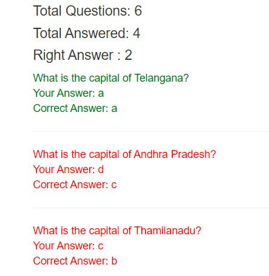 Total Questions: 6
Total Answered: 4
Right Answer : 2
What is the capital of Telangana?
Your Answer: a
Correct Answer: a
What is the capital of Andhra Pradesh?
Your Answer: d
Correct Answer: c
What is the capital of Thamilanadu?
Your Answer: c
Correct Answer: b